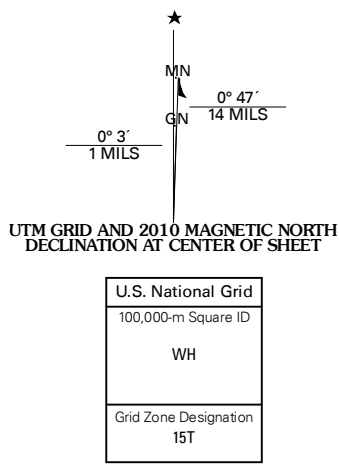 MN
0° 47´
14 MILS
GN
0° 3´
1 MILS
UTM GRID AND 2010 MAGNETIC NORTH
DECLINATION AT CENTER OF SHEET
U.S. National Grid
100,000-m Square ID
WH
Grid Zone Designation
15T